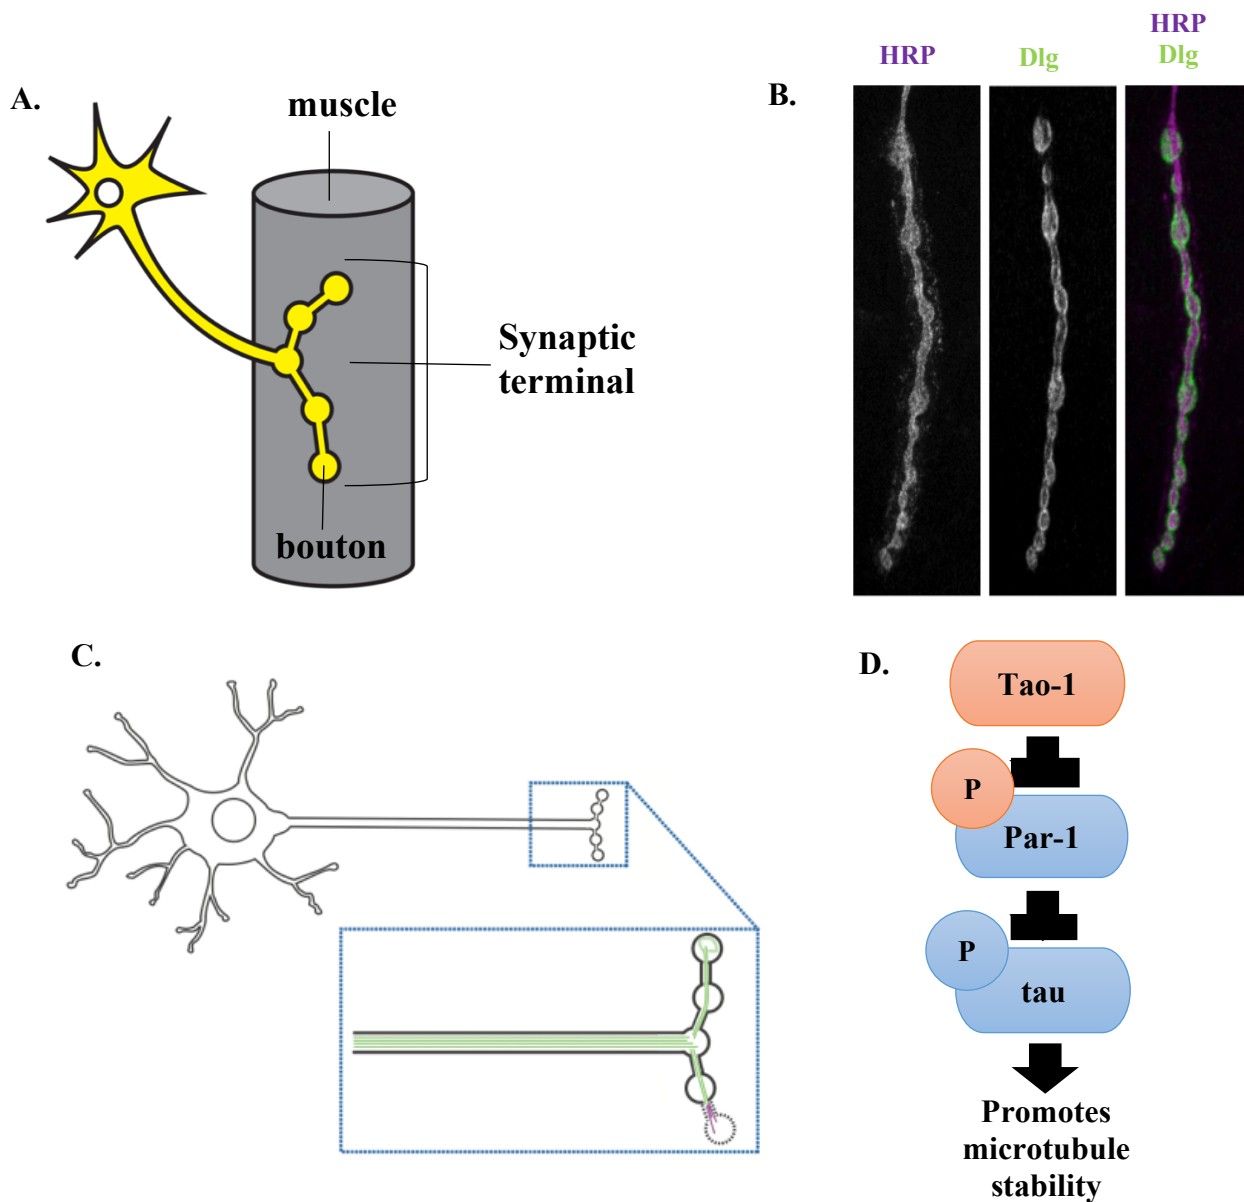 A.
muscle
Synaptic
terminal
bouton
B.
HRP
Dlg
HRP
Dlg
C.
D.
Tao-1
P
Par-1
P
tau
Promotes
microtubule
stability